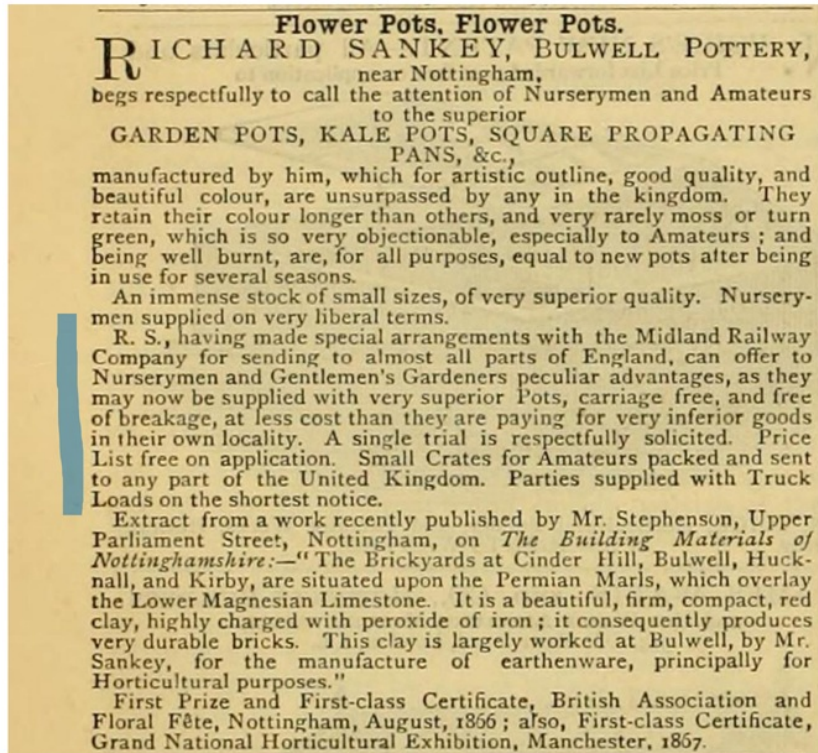 Flower Pots, Flower Pots.
RICHARD SANKEY, BULWELL POTTERY,
near Nottingham,
begs respectfully to call the attention of Nurserymen and Amateurs
to the superior
GARDEN POTS, KALE POTS, SQUARE PROPAGATING
PANS, &c.,
manufactured by him, which for artistic outline, good quality, and
beautiful colour, are unsurpassed by any in the kingdom. They
retain their colour longer than others, and very rarely moss or turn
green, which is so very objectionable, especially to Amateurs ; and
being well burnt, are, for all purposes, equal to new pots after being
in use for several seasons.
An immense stock of small sizes, of very superior quality. Nursery-
men supplied on very liberal terms.
R. S., having made special arrangements with the Midland Railway
Company for sending to almost all parts of England, can offer to
Nurserymen and Gentlemen's Gardeners peculiar advantages, as they
may now be supplied with very superior Pots, carriage free, and free
of breakage, at less cost than they are paying for very inferior goods
in their own locality. A single trial is respectfully solicited. Price
List free on application. Small Crates for Amateurs packed and sent
to any part of the United Kingdom. Parties supplied with Truck
Loads on the shortest notice.
Extract from a work recently published by Mr. Stephenson, Upper
Parliament Street, Nottingham, on The Building Materials of
Nottinghamshire:—"The Brickyards at Cinder Hill, Bulwell, Huck-
nall, and Kirby, are situated upon the Permian Marls, which overlay
the Lower Magnesian Limestone. It is a beautiful, firm, compact, red
clay, highly charged with peroxide of iron ; it consequently produces
very durable bricks. This clay is largely worked at Bulwell, by Mr.
Sankey, for the manufacture of earthenware, principally for
Horticultural purposes."
First Prize and First-class Certificate, British Association and
Floral Fête, Nottingham, August, 1866 ; also, First-class Certificate,
Grand National Horticultural Exhibition, Manchester, 1867.